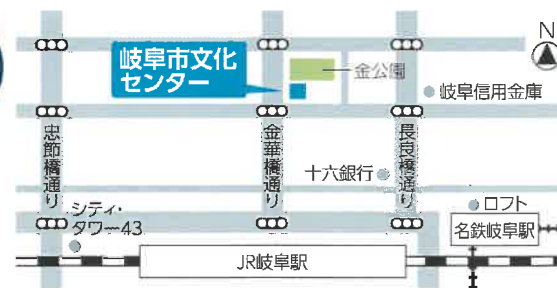 N
岐阜市文化
センター
金公園
岐阜信用金庫
忠節橋通り
金華橋通り
長良橋通り
十六銀行
シティ・
タワー43
ロフト
名鉄岐阜駅
JR岐阜駅